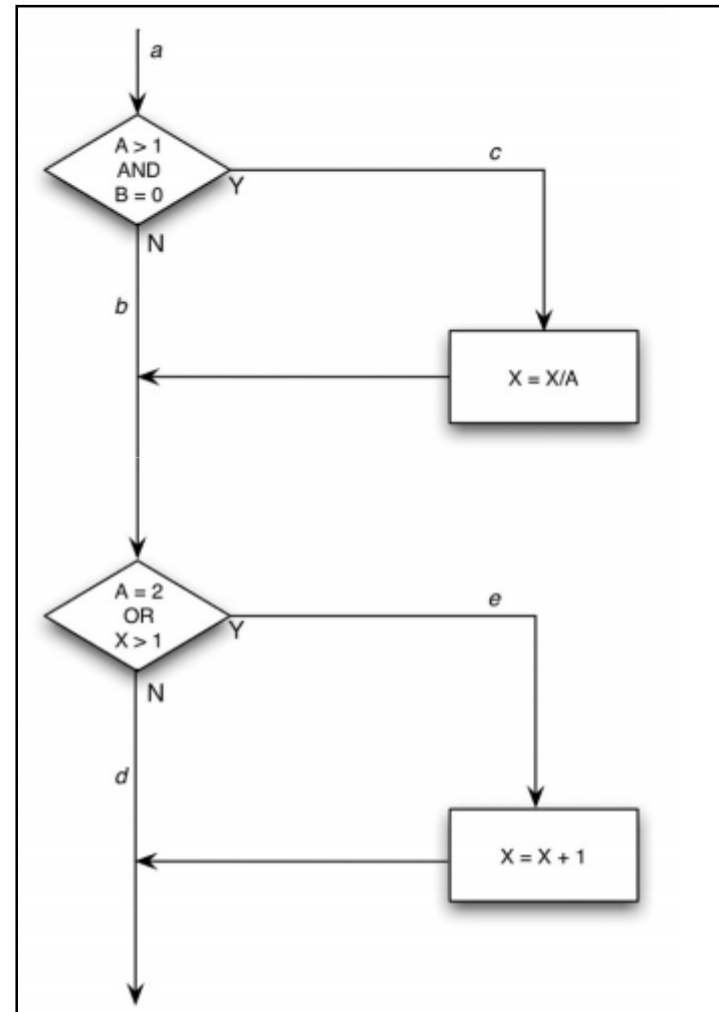 a
A > 1
AND
B = 0
Y
c
N
b
X = X/A
A = 2
OR
X > 1
Y
e
N
d
X = X + 1